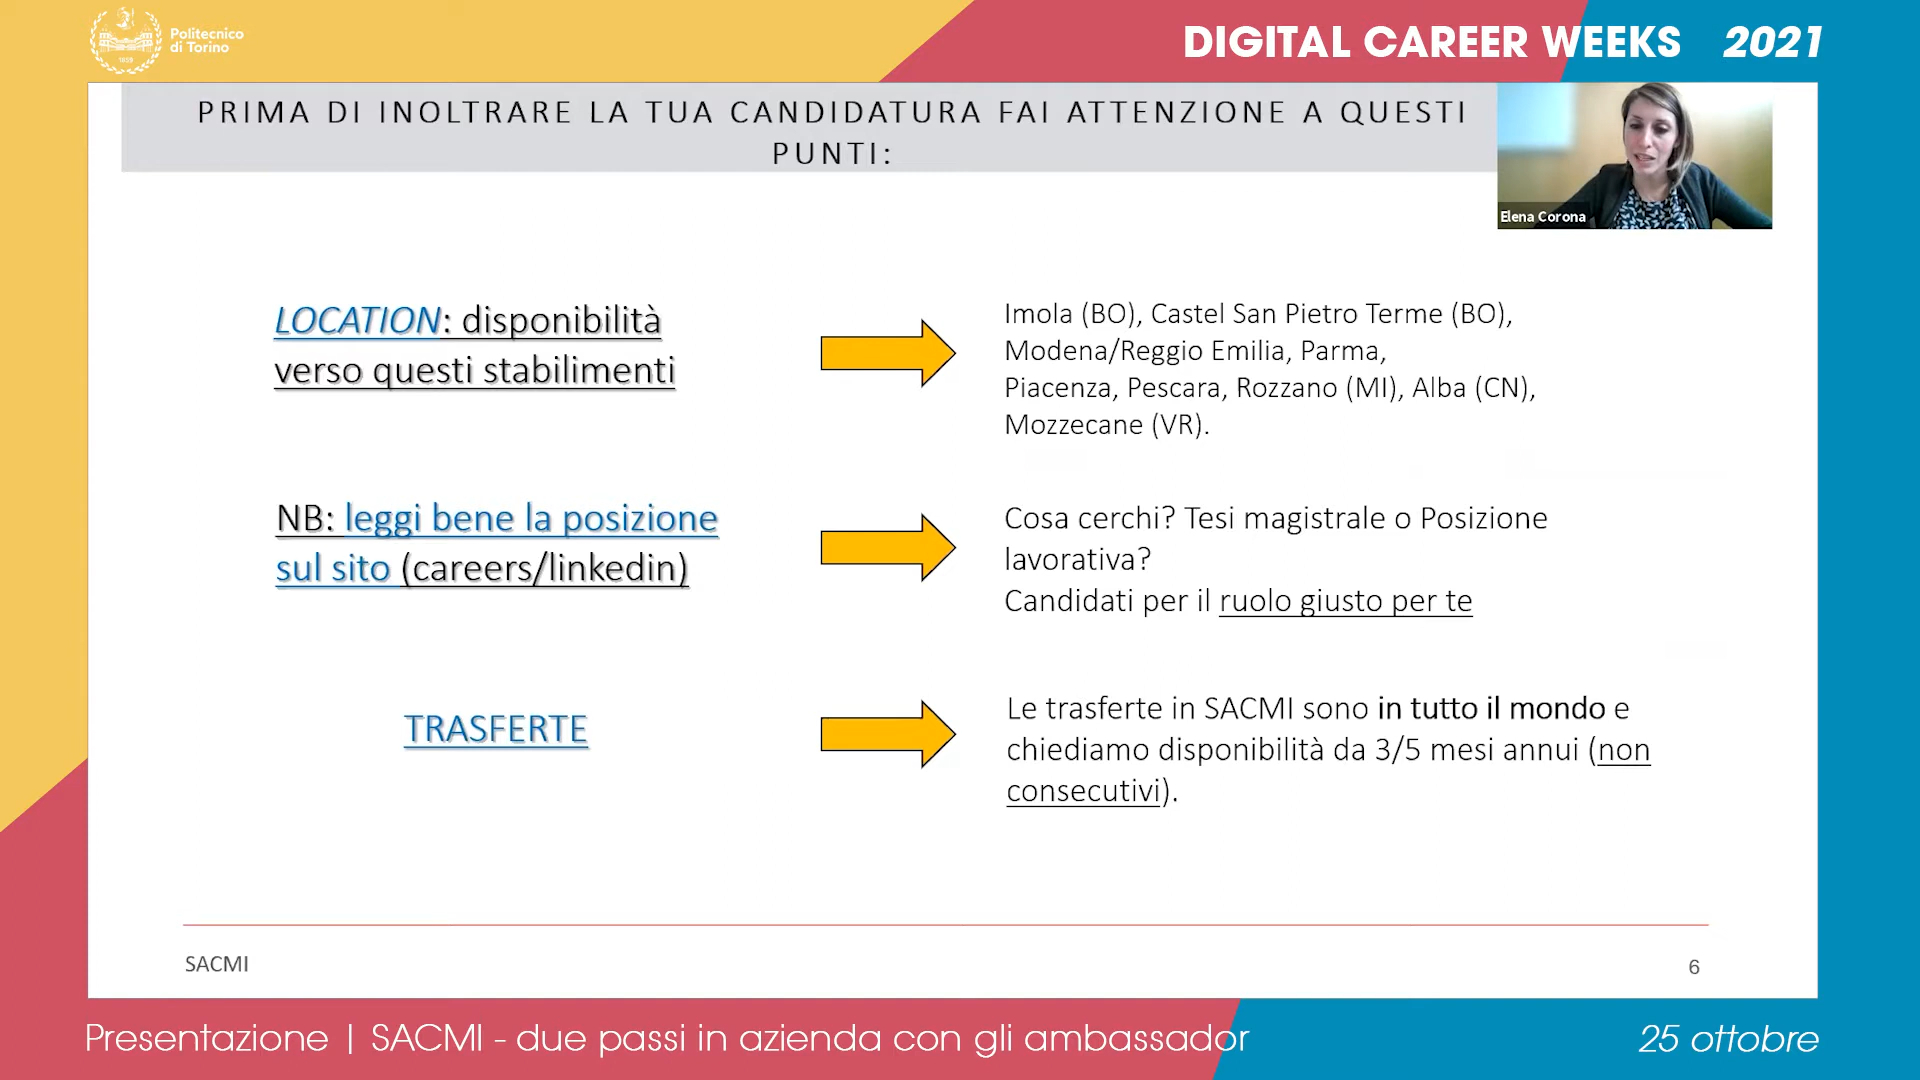 Politecnico
di Torino
1859
DIGITAL CAREER WEEKS 2021
PRIMA DI INOLTRARE LA TUA CANDIDATURA FAI ATTENZIONE A QUESTI
PUNTI:
Elena Corona
LOCATION: disponibilità
verso questi stabilimenti
Imola (BO), Castel San Pietro Terme (BO),
Modena/Reggio Emilia, Parma,
Piacenza, Pescara, Rozzano (MI), Alba (CN),
Mozzecane (VR).
NB: leggi bene la posizione
sul sito (careers/linkedin)
Cosa cerchi? Tesi magistrale o Posizione
lavorativa?
Candidati per il ruolo giusto per te
TRASFERTE
Le trasferte in SACMI sono in tutto il mondo e
chiediamo disponibilità da 3/5 mesi annui (non
consecutivi).
SACMI
6
Presentazione | SACMI - due passi in azienda con gli ambassador
25 ottobre